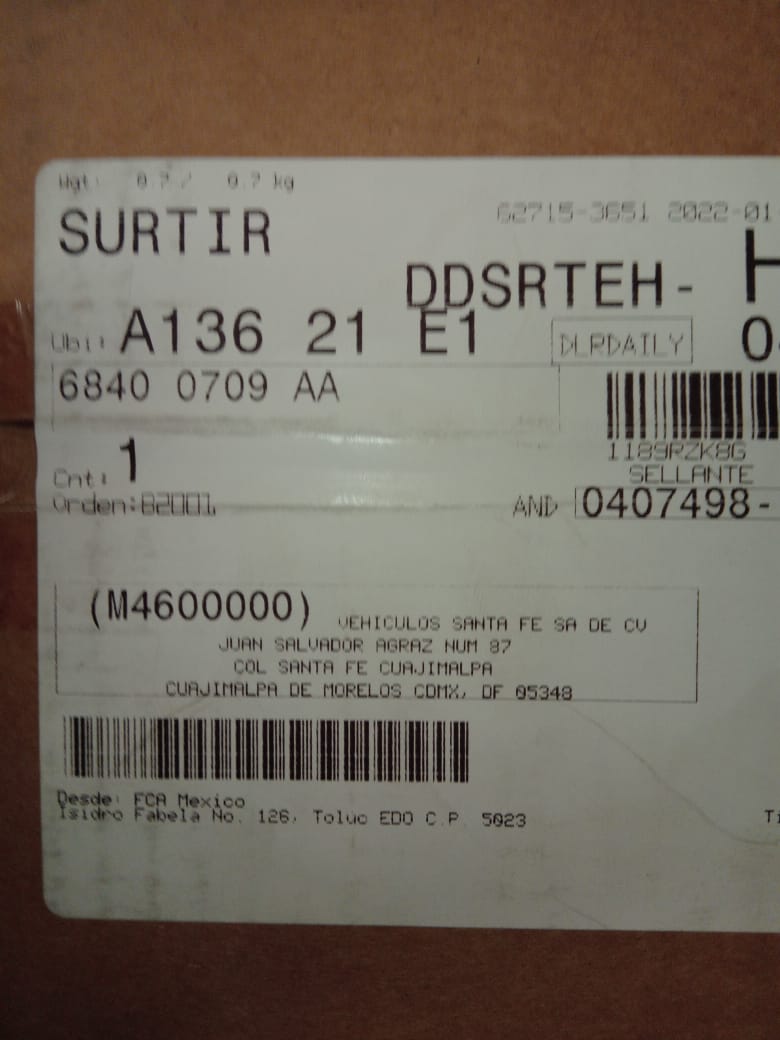 Wgt: 0.7 / 0.7 kg
62715-3651 2022-01
SURTIR
DDSRTEH- H
Ubi: A136 21 E1
DLRDAILY
6840 0709 AA
1189RZK8G
SELLANTE
Cnt: 1
Orden:82001
AND 0407498-
(M4600000) VEHICULOS SANTA FE SA DE CV
JUAN SALVADOR AGRAZ NUM 87
COL SANTA FE CUAJIMALPA
CUAJIMALPA DE MORELOS CDMX, DF 05348
Desde: FCA Mexico
Isidro Fabela No. 126, Toluc EDO C.P. 5023